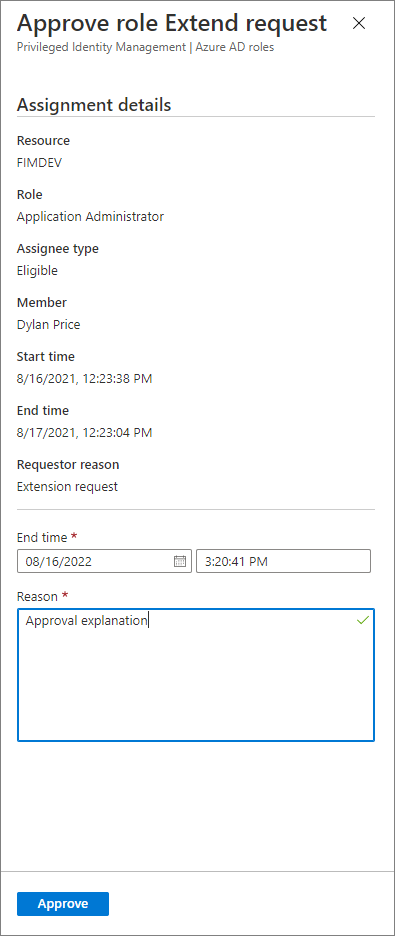 Approve role Extend request
Privileged Identity Management | Azure AD roles
Assignment details
Resource
FIMDEV
Role
Application Administrator
Assignee type
Eligible
Member
Dylan Price
Start time
8/16/2021, 12:23:38 PM
End time
8/17/2021, 12:23:04 PM
Requestor reason
Extension request
End time *
08/16/2022 3:20:41 PM
Reason *
Approval explanation
Approve